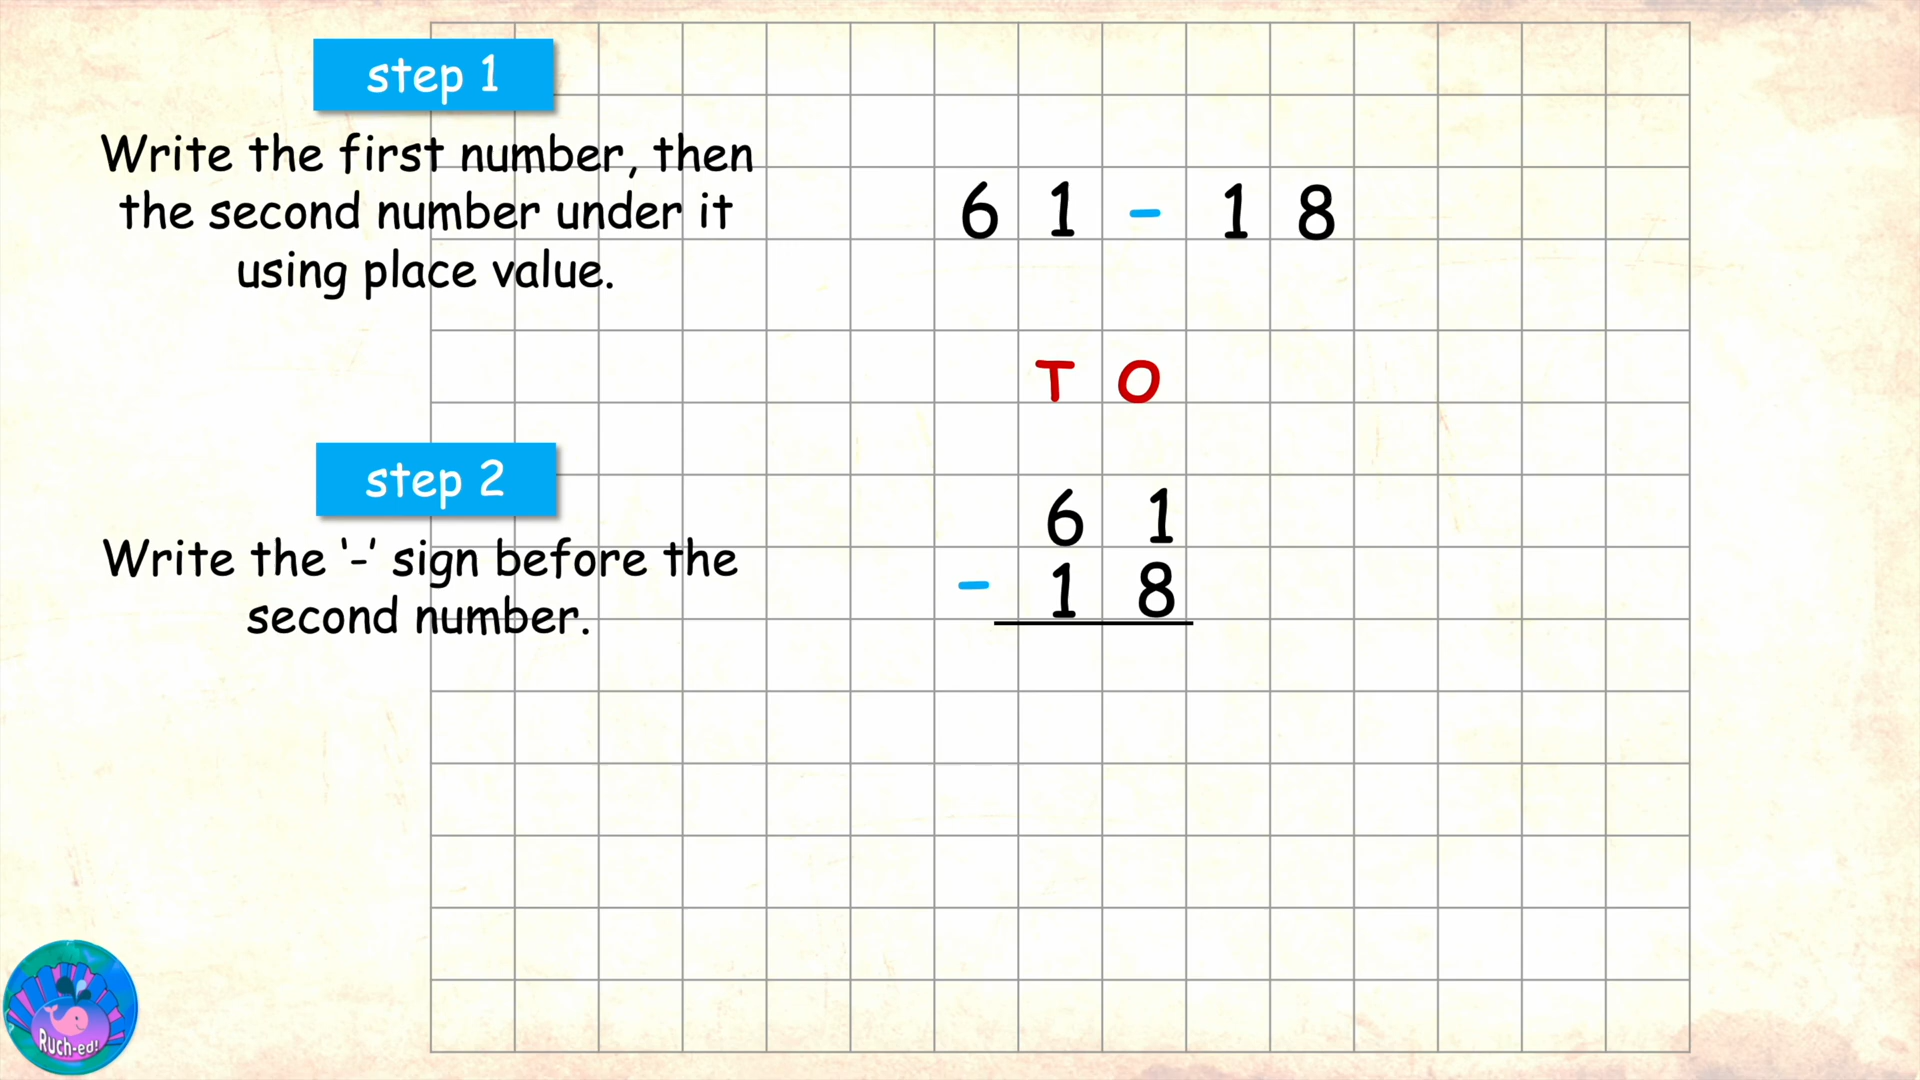 step 1
Write the first number, then
the second number under it
using place value.
6 1 - 1 8
T O
step 2
6 1
Write the ‘-’ sign before the
second number.
- 1 8
Ruch-ed!